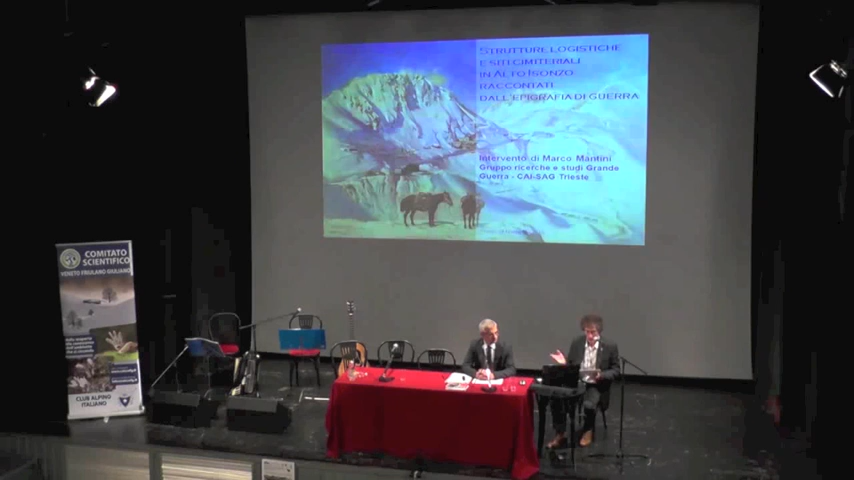 STRUTTURE LOGISTICHE
E SITI CIMITERIALI
IN ALTO ISONZO
RACCONTATI
DALL'EPIGRAFIA DI GUERRA
Intervento di Marco Mantini
Gruppo ricerche e studi Grande
Guerra - CAI-SAG Trieste
COMITATO
SCIENTIFICO
VENETO FRIULANO GIULIANO
CLUB ALPINO
ITALIANO